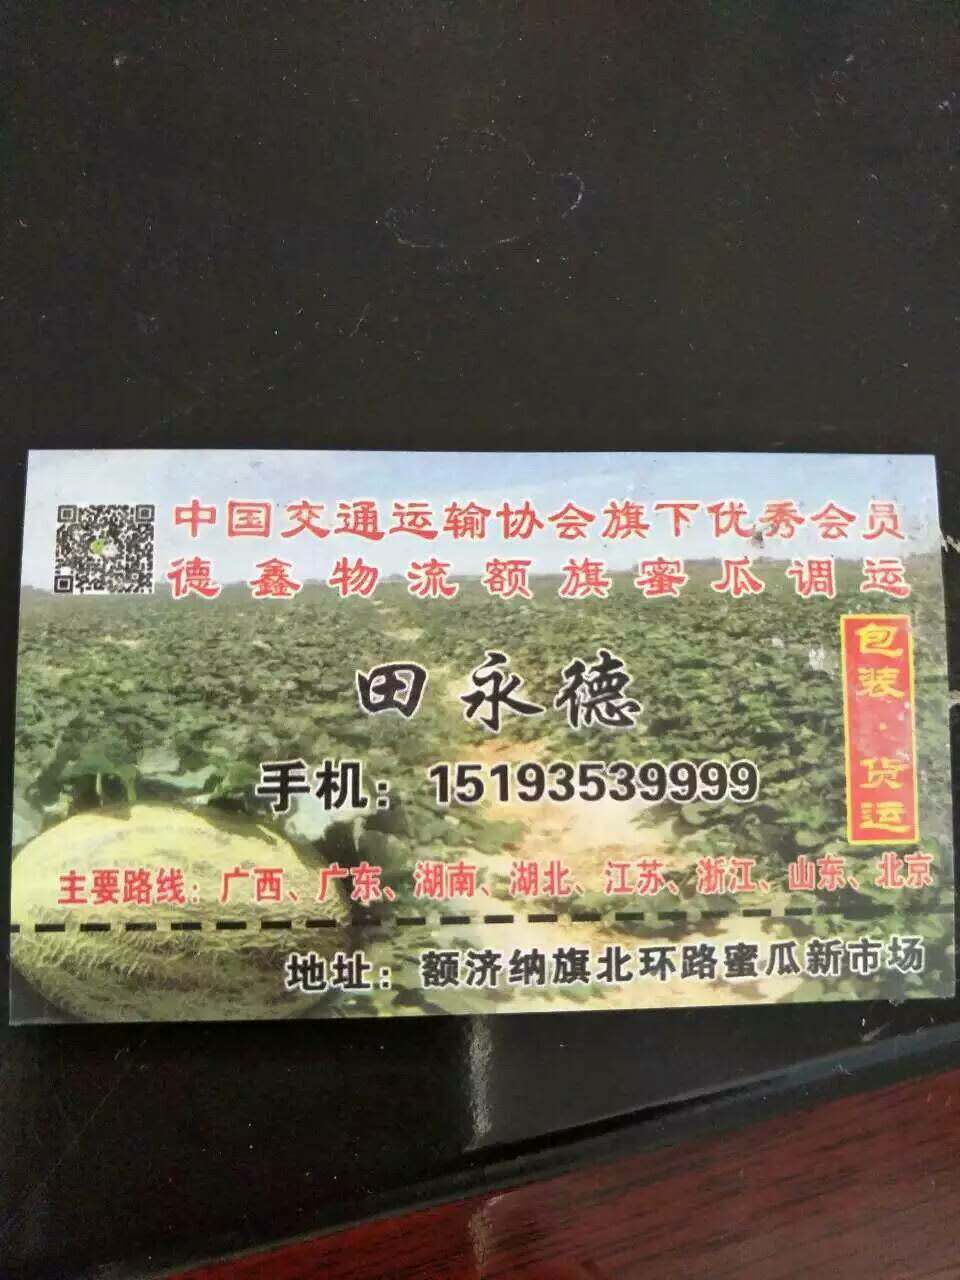 中国交通运输协会旗下优秀会员
德鑫物流额旗蜜瓜调运
包装·货运
田永德
手机：15193539999
主要路线：广西、广东、湖南、湖北、江苏、浙江、山东、北京
地址：额济纳旗北环路蜜瓜新市场